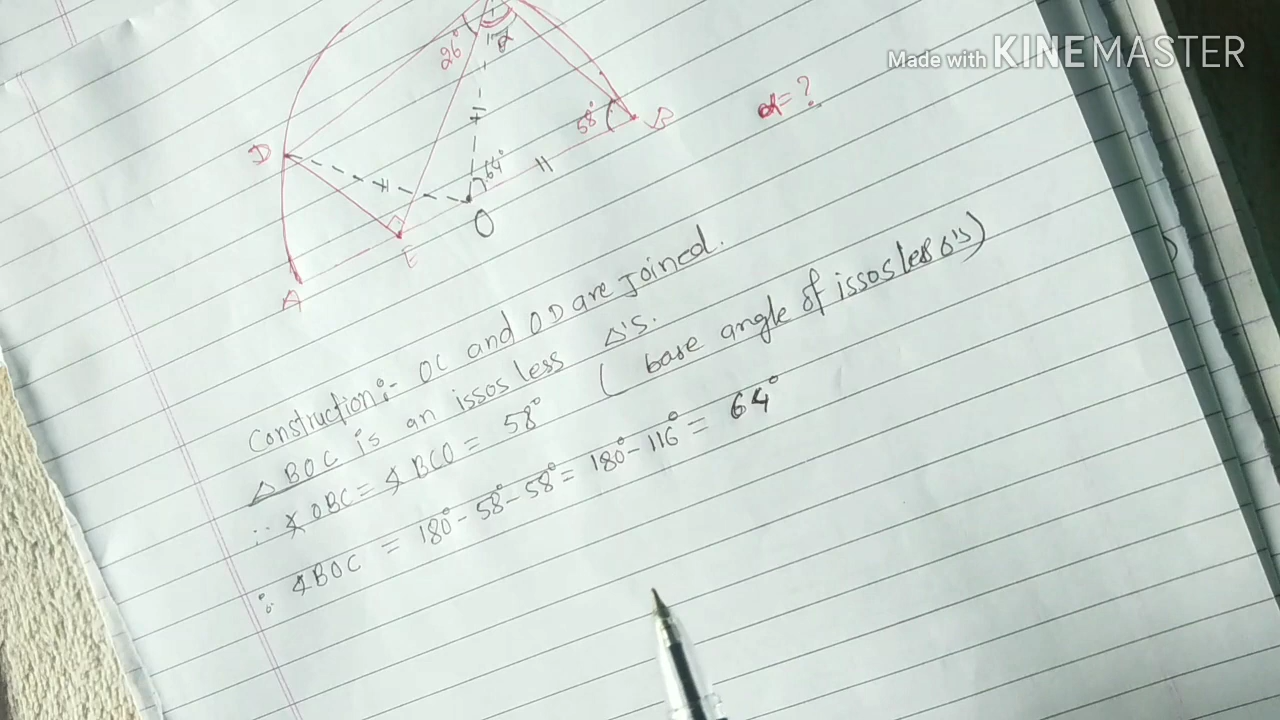 Made with KINEMASTER
26°
α
D
58°
B
α = ?
64°
O
E
A
Construction:- OC and OD are joined.
△ BOC is an issosless △'s.
∴ ∡ OBC = ∡ BCO = 58° ( base angle of issosless △'s)
∴ ∡BOC = 180° - 58° - 58° = 180° - 116° = 64°